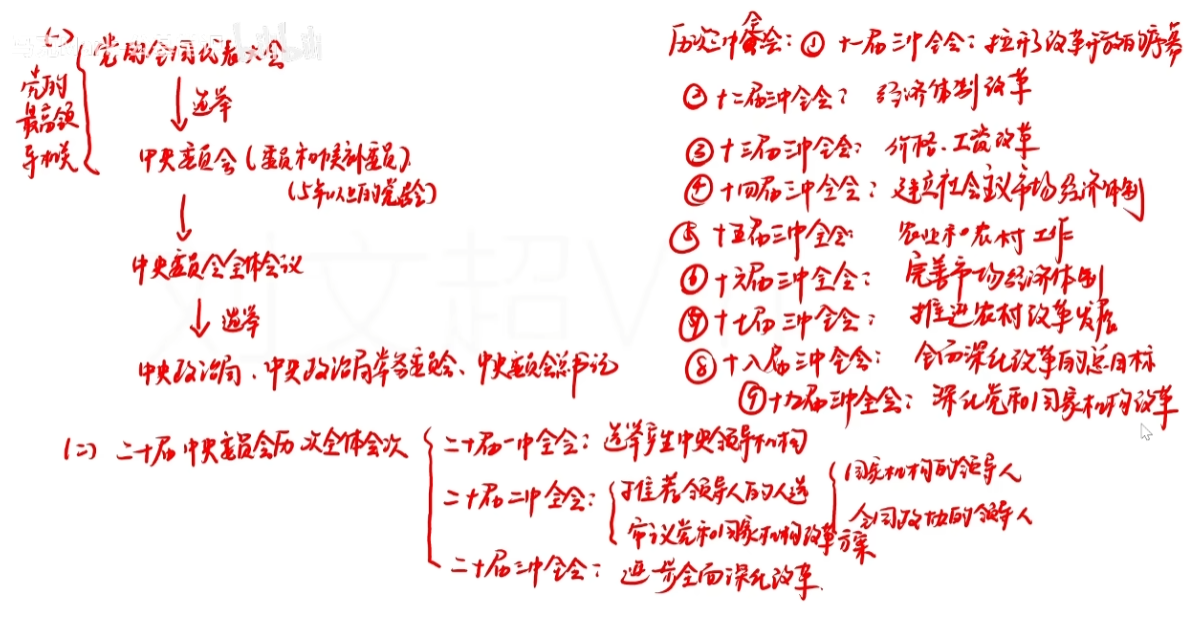 (一)
党的全国代表大会
党的
最高领
导机关
↓选举
中央委员会(委员和候补委员)
(5年以上的党龄)
↓
中央委员会全体会议
↓选举
中央政治局、中央政治局常务委员会、中央委员会总书记
历次三中全会:① 十一届三中全会:拉开了改革开放的序幕
② 十二届三中全会: 经济体制改革
③ 十三届三中全会: 价格、工资改革
④ 十四届三中全会: 建立社会主义市场经济体制
⑤ 十五届三中全会 农业和农村工作
⑥ 十六届三中全会: 完善市场经济体制
⑦ 十七届三中全会: 推进农村改革发展
⑧ 十八届三中全会: 全面深化改革的总目标
⑨ 十九届三中全会: 深化党和国家机构改革
(二) 二十届中央委员会历次全体会次
二十届一中全会:选举产生中央领导机构
二十届二中全会:推荐领导人的人选
国家机构的领导人
全国政协的领导人
审议党和国家机构改革方案
二十届三中全会: 进步全面深化改革.
刘文超V